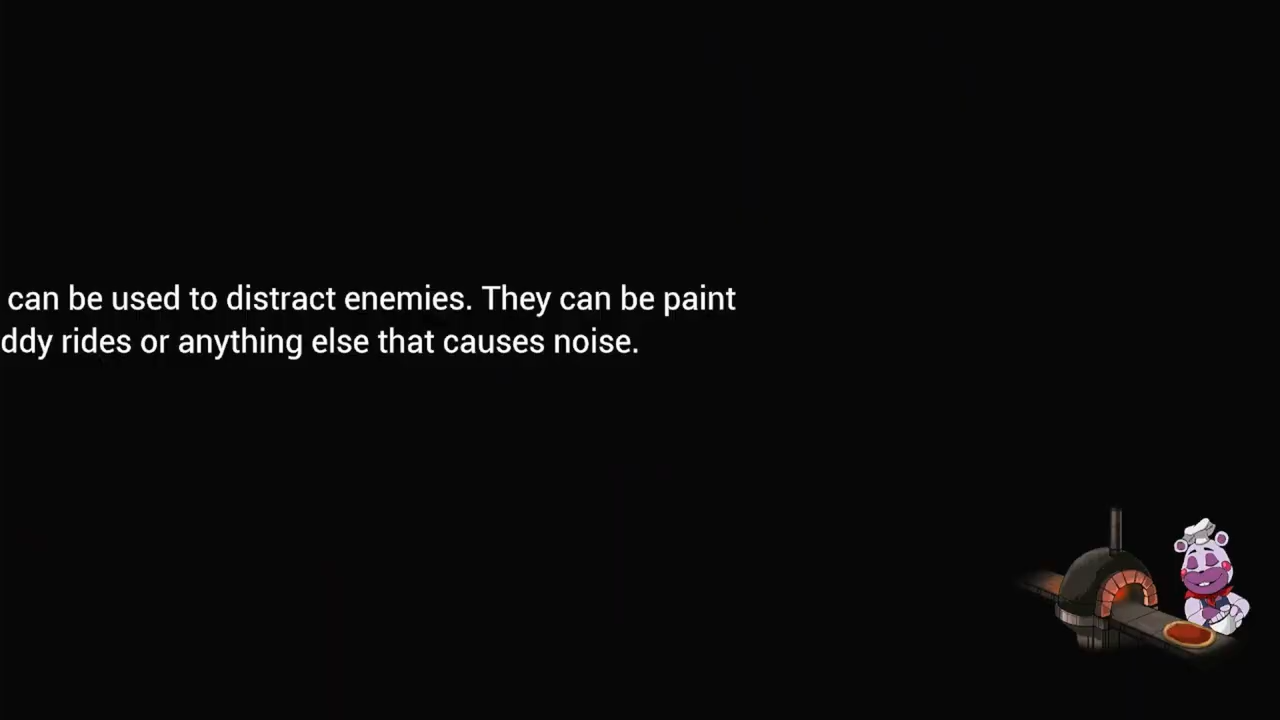 can be used to distract enemies. They can be paint
ddy rides or anything else that causes noise.